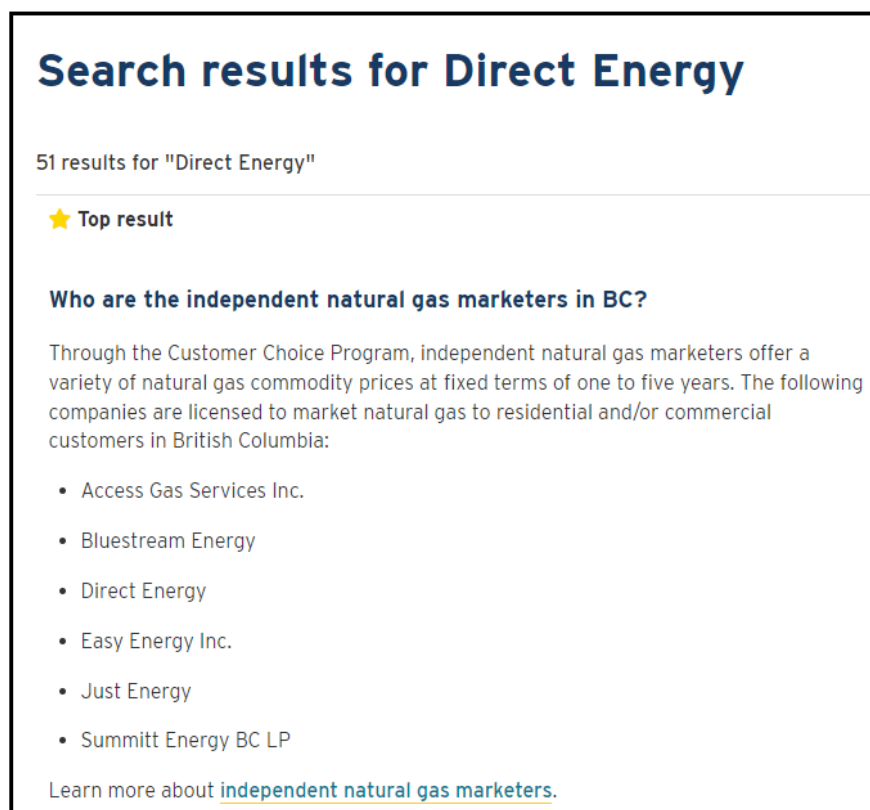 Search results for Direct Energy
51 results for "Direct Energy"
Top result
Who are the independent natural gas marketers in BC?
Through the Customer Choice Program, independent natural gas marketers offer a
variety of natural gas commodity prices at fixed terms of one to five years. The following
companies are licensed to market natural gas to residential and/or commercial
customers in British Columbia:
• Access Gas Services Inc.
• Bluestream Energy
• Direct Energy
• Easy Energy Inc.
• Just Energy
• Summitt Energy BC LP
Learn more about independent natural gas marketers.